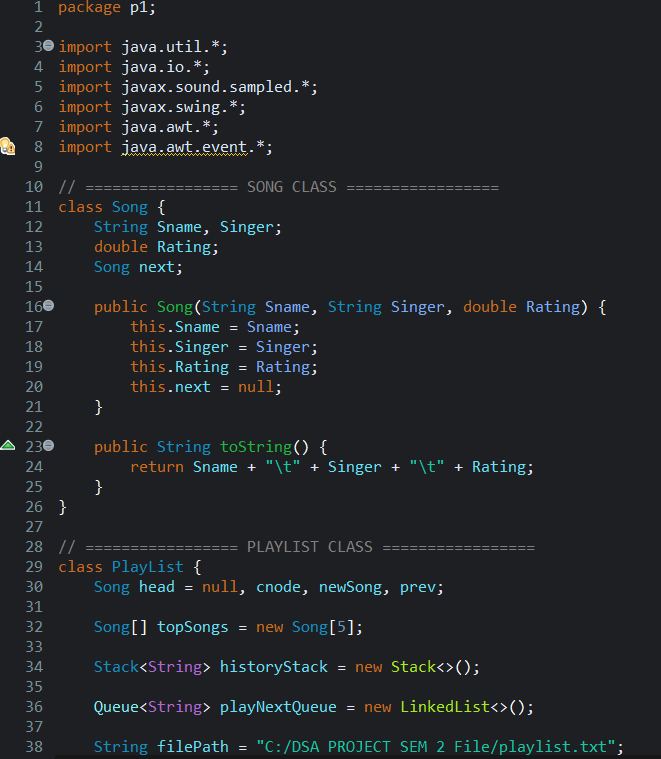 1 package p1;
2
3 import java.util.*;
4 import java.io.*;
5 import javax.sound.sampled.*;
6 import javax.swing.*;
7 import java.awt.*;
8 import java.awt.event.*;
9
10 // ================= SONG CLASS =================
11 class Song {
12     String Sname, Singer;
13     double Rating;
14     Song next;
15
16     public Song(String Sname, String Singer, double Rating) {
17         this.Sname = Sname;
18         this.Singer = Singer;
19         this.Rating = Rating;
20         this.next = null;
21     }
22
23     public String toString() {
24         return Sname + "\t" + Singer + "\t" + Rating;
25     }
26 }
27
28 // ================= PLAYLIST CLASS =================
29 class PlayList {
30     Song head = null, cnode, newSong, prev;
31
32     Song[] topSongs = new Song[5];
33
34     Stack<String> historyStack = new Stack<>();
35
36     Queue<String> playNextQueue = new LinkedList<>();
37
38     String filePath = "C:/DSA PROJECT SEM 2 File/playlist.txt";